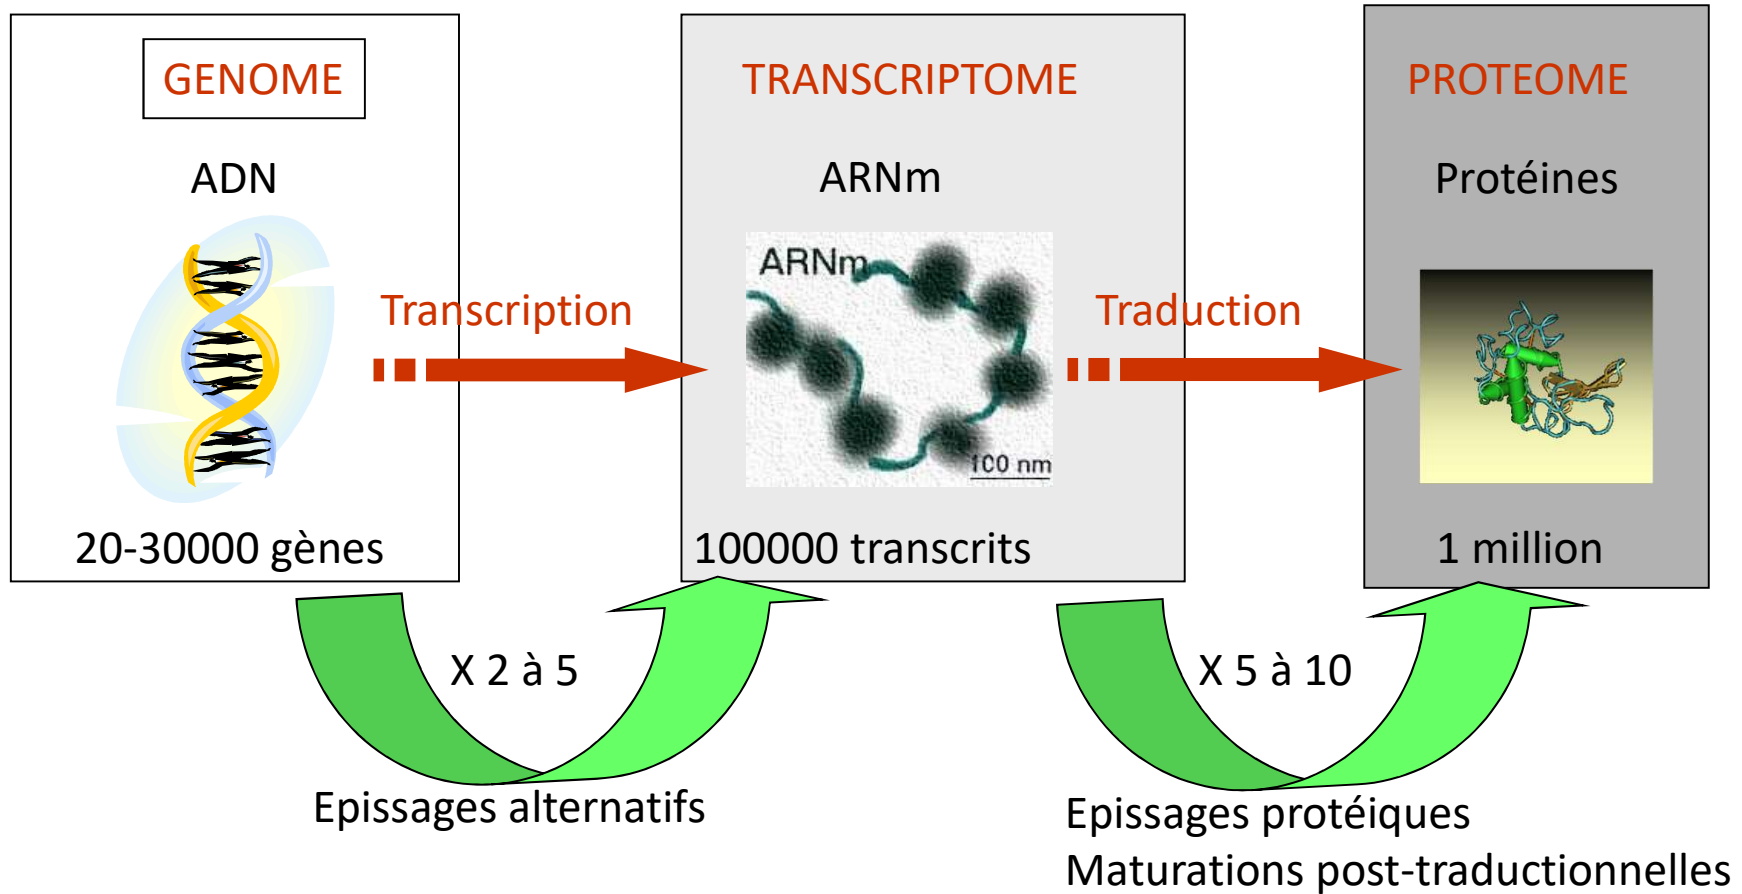 GENOME
ADN
20-30000 gènes
Transcription
TRANSCRIPTOME
ARNm
ARNm
100 nm
100000 transcrits
Traduction
PROTEOME
Protéines
1 million
X 2 à 5
Epissages alternatifs
X 5 à 10
Epissages protéiques
Maturations post-traductionnelles